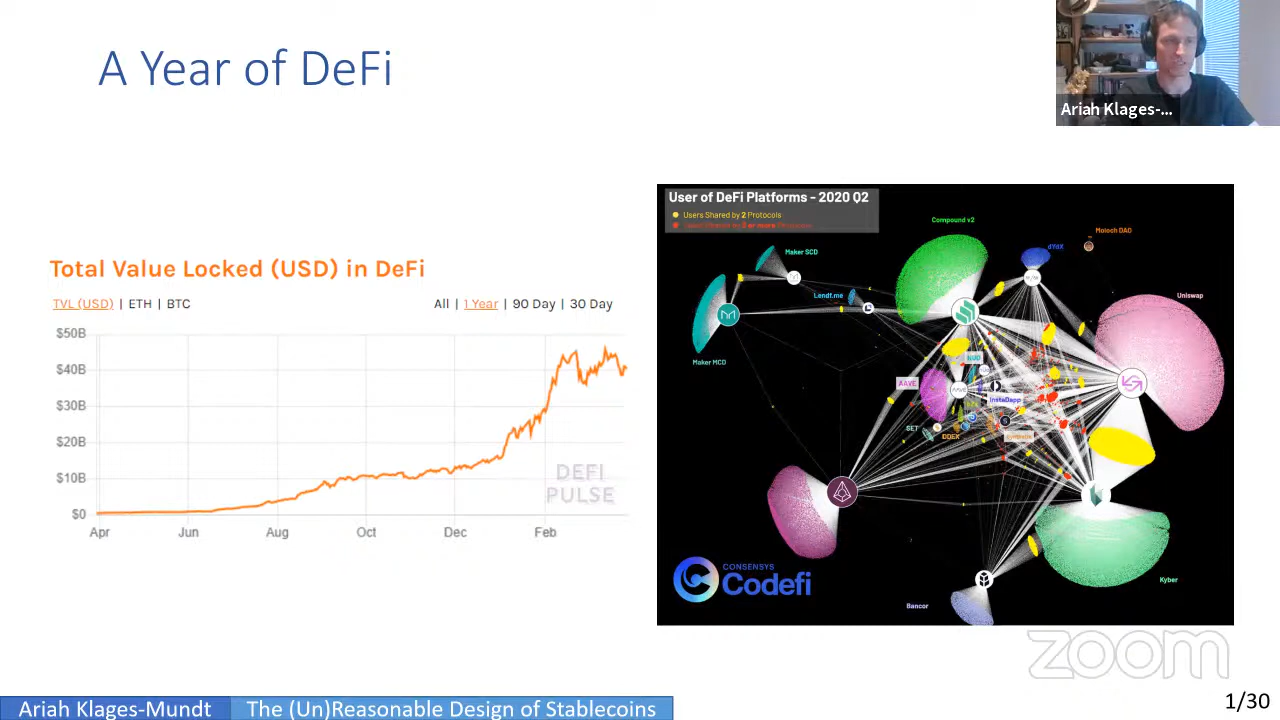 A Year of DeFi
Ariah Klages-...
Total Value Locked (USD) in DeFi
TVL (USD) | ETH | BTC
All | 1 Year | 90 Day | 30 Day
$50B
$40B
$30B
$20B
$10B
$0
Apr
Jun
Aug
Oct
Dec
Feb
DEFI
PULSE
User of DeFi Platforms - 2020 Q2
Users Shared by 2 Protocols
Compound v2
Moloch DAO
dYdX
Maker SCD
Lendf.me
Uniswap
Maker MCD
NUO
AAVE
InstaDapp
SET
DDEX
CONSENSYS
Codefi
Bancor
Kyber
zoom
Ariah Klages-Mundt
The (Un)Reasonable Design of Stablecoins
1/30